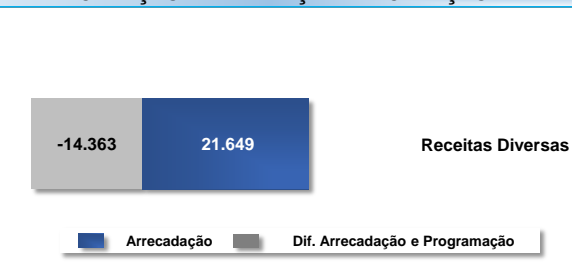 -14.363 21.649 Receitas Diversas
Arrecadação Dif. Arrecadação e Programação